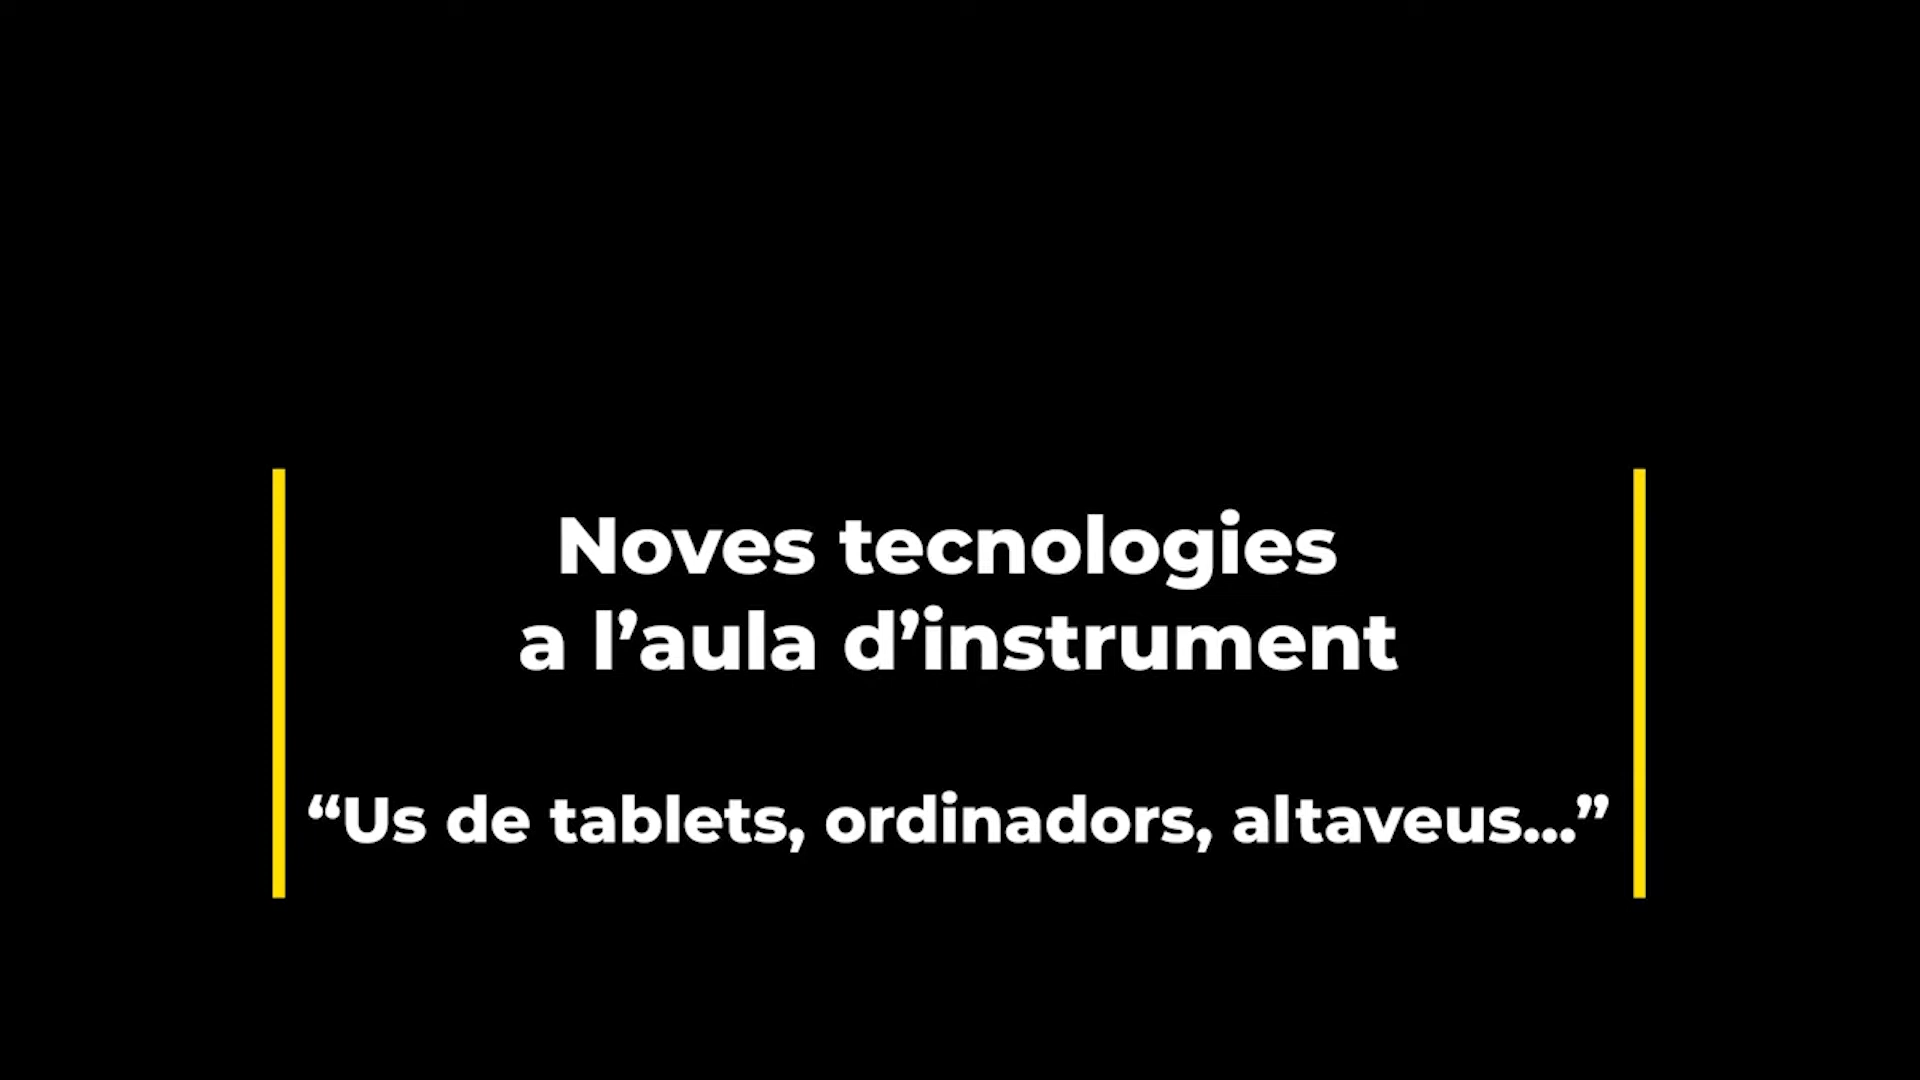 Noves tecnologies
a l’aula d’instrument
“Us de tablets, ordinadors, altaveus...”